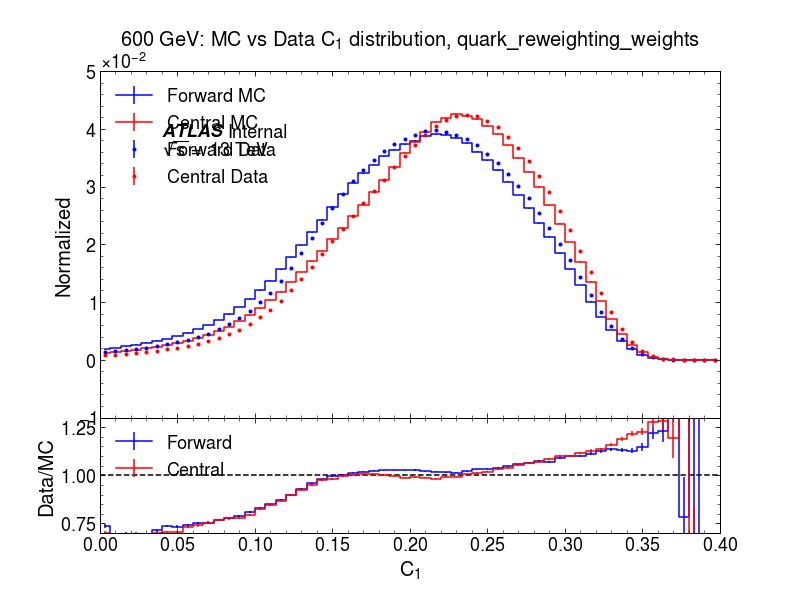 600 GeV: MC vs Data C₁ distribution, quark_reweighting_weights
×10⁻²
Forward MC
Central MC
ATLAS Internal
√s = 13 TeV
Forward Data
Central Data
5
4
3
2
1
0
−1
Normalized
Forward
Central
1.25
1.00
0.75
Data/MC
0.00 0.05 0.10 0.15 0.20 0.25 0.30 0.35 0.40
C₁